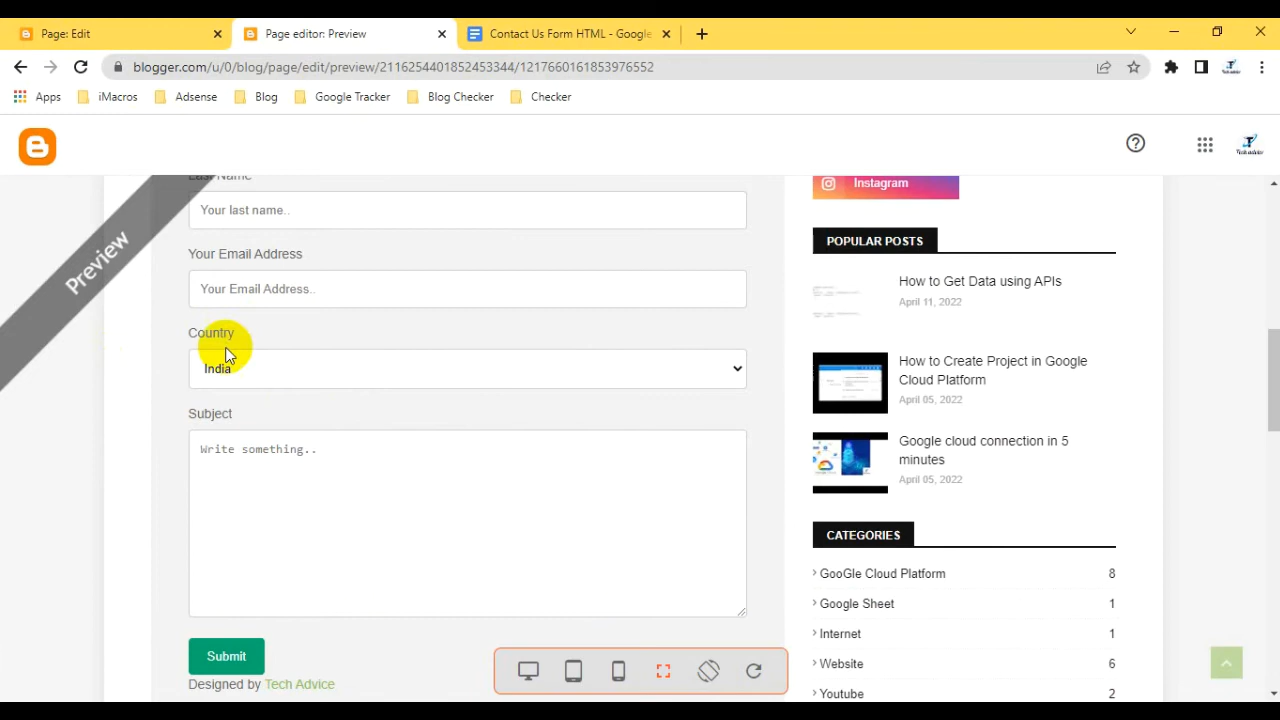 Page: Edit
Page editor: Preview
Contact Us Form HTML - Google
blogger.com/u/0/blog/page/edit/preview/2116254401852453344/1217660161853976552
Apps
iMacros
Adsense
Blog
Google Tracker
Blog Checker
Checker
Preview
Last Name
Your last name..
Your Email Address
Your Email Address..
Country
India
Subject
Write something..
Submit
Designed by Tech Advice
Instagram
POPULAR POSTS
How to Get Data using APIs
April 11, 2022
How to Create Project in Google
Cloud Platform
April 05, 2022
Google cloud connection in 5
minutes
April 05, 2022
CATEGORIES
GooGle Cloud Platform 8
Google Sheet 1
Internet 1
Website 6
Youtube 2